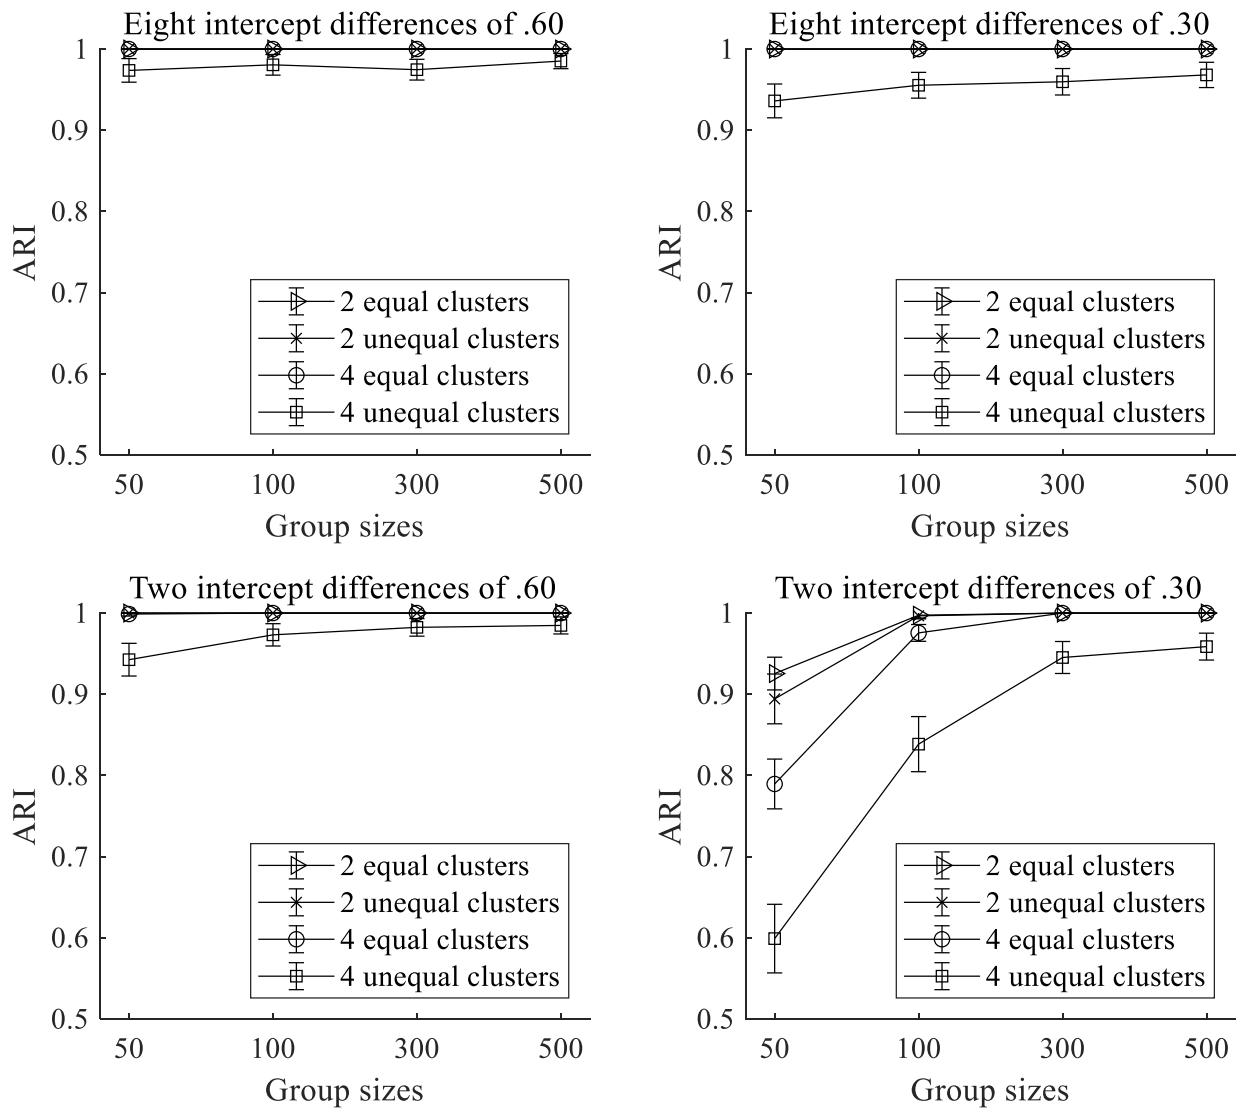 Eight intercept differences of .60
1
0.9
0.8
0.7
0.6
0.5
ARI
2 equal clusters
2 unequal clusters
4 equal clusters
4 unequal clusters
50 100 300 500
Group sizes
Eight intercept differences of .30
1
0.9
0.8
0.7
0.6
0.5
ARI
2 equal clusters
2 unequal clusters
4 equal clusters
4 unequal clusters
50 100 300 500
Group sizes
Two intercept differences of .60
1
0.9
0.8
0.7
0.6
0.5
ARI
2 equal clusters
2 unequal clusters
4 equal clusters
4 unequal clusters
50 100 300 500
Group sizes
Two intercept differences of .30
1
0.9
0.8
0.7
0.6
0.5
ARI
2 equal clusters
2 unequal clusters
4 equal clusters
4 unequal clusters
50 100 300 500
Group sizes